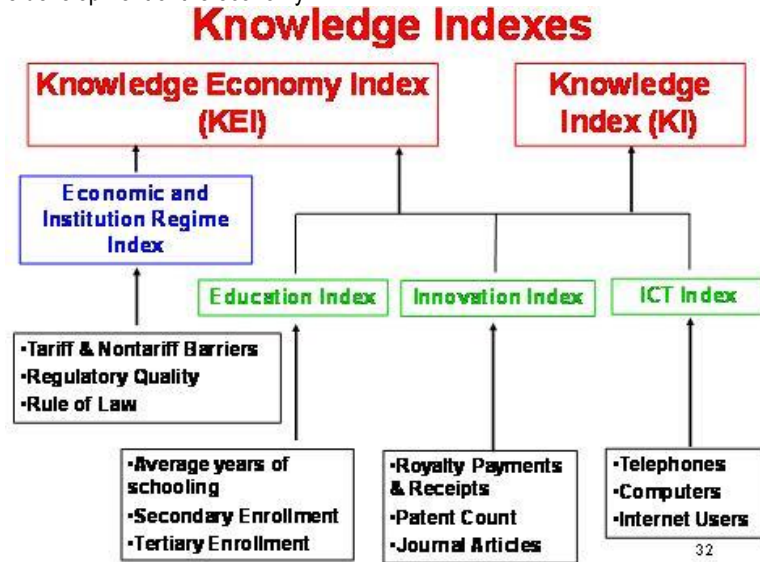 Knowledge Indexes
Knowledge Economy Index
(KEI)
Knowledge
Index (KI)
Economic and
Institution Regime
Index
Education Index
Innovation Index
ICT Index
•Tariff & Nontariff Barriers
•Regulatory Quality
•Rule of Law
•Average years of
schooling
•Secondary Enrollment
•Tertiary Enrollment
•Royalty Payments
& Receipts
•Patent Count
•Journal Articles
•Telephones
•Computers
•Internet Users
32